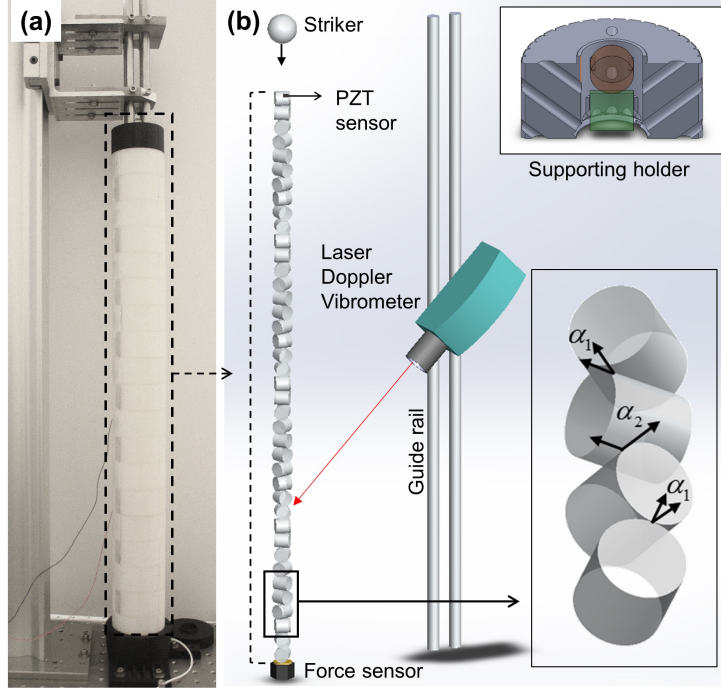 (a)
(b)
Striker
PZT
sensor
Supporting holder
Laser
Doppler
Vibrometer
Guide rail
α1
α2
α1
Force sensor